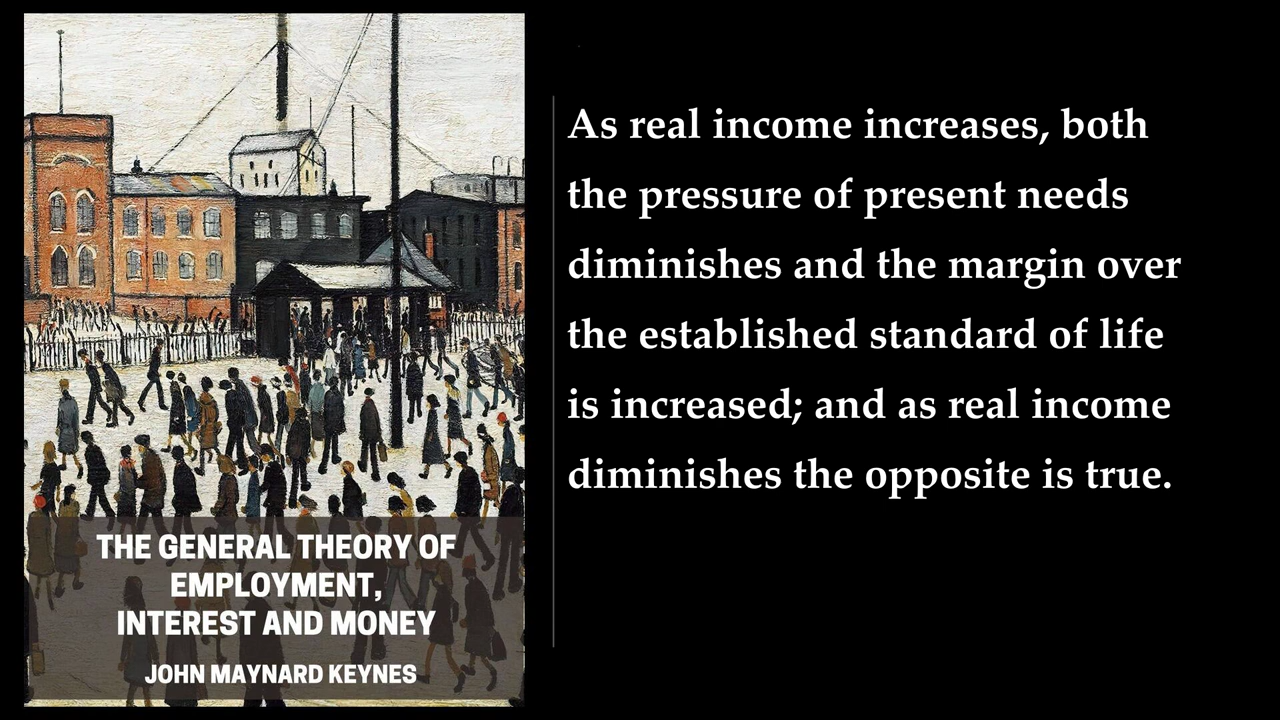 THE GENERAL THEORY OF
EMPLOYMENT,
INTEREST AND MONEY
JOHN MAYNARD KEYNES
As real income increases, both
the pressure of present needs
diminishes and the margin over
the established standard of life
is increased; and as real income
diminishes the opposite is true.